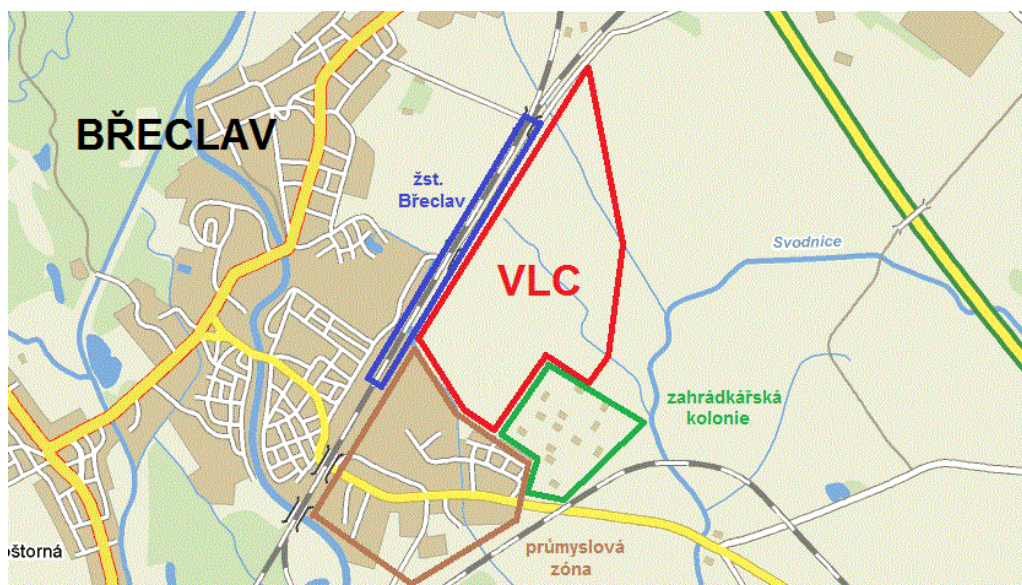 BŘECLAV
žst.
Břeclav
Svodnice
VLC
zahrádkářská
kolonie
oštorná
průmyslová
zóna